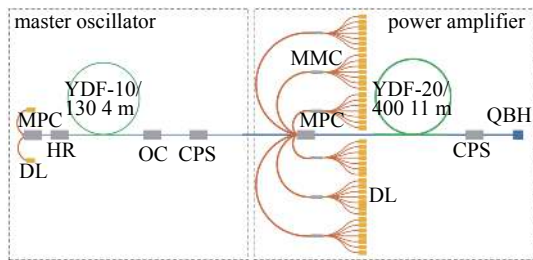 master oscillator
power amplifier
YDF-10/
130 4 m
MPC
HR
DL
OC
CPS
MMC
YDF-20/
400 11 m
MPC
QBH
CPS
DL